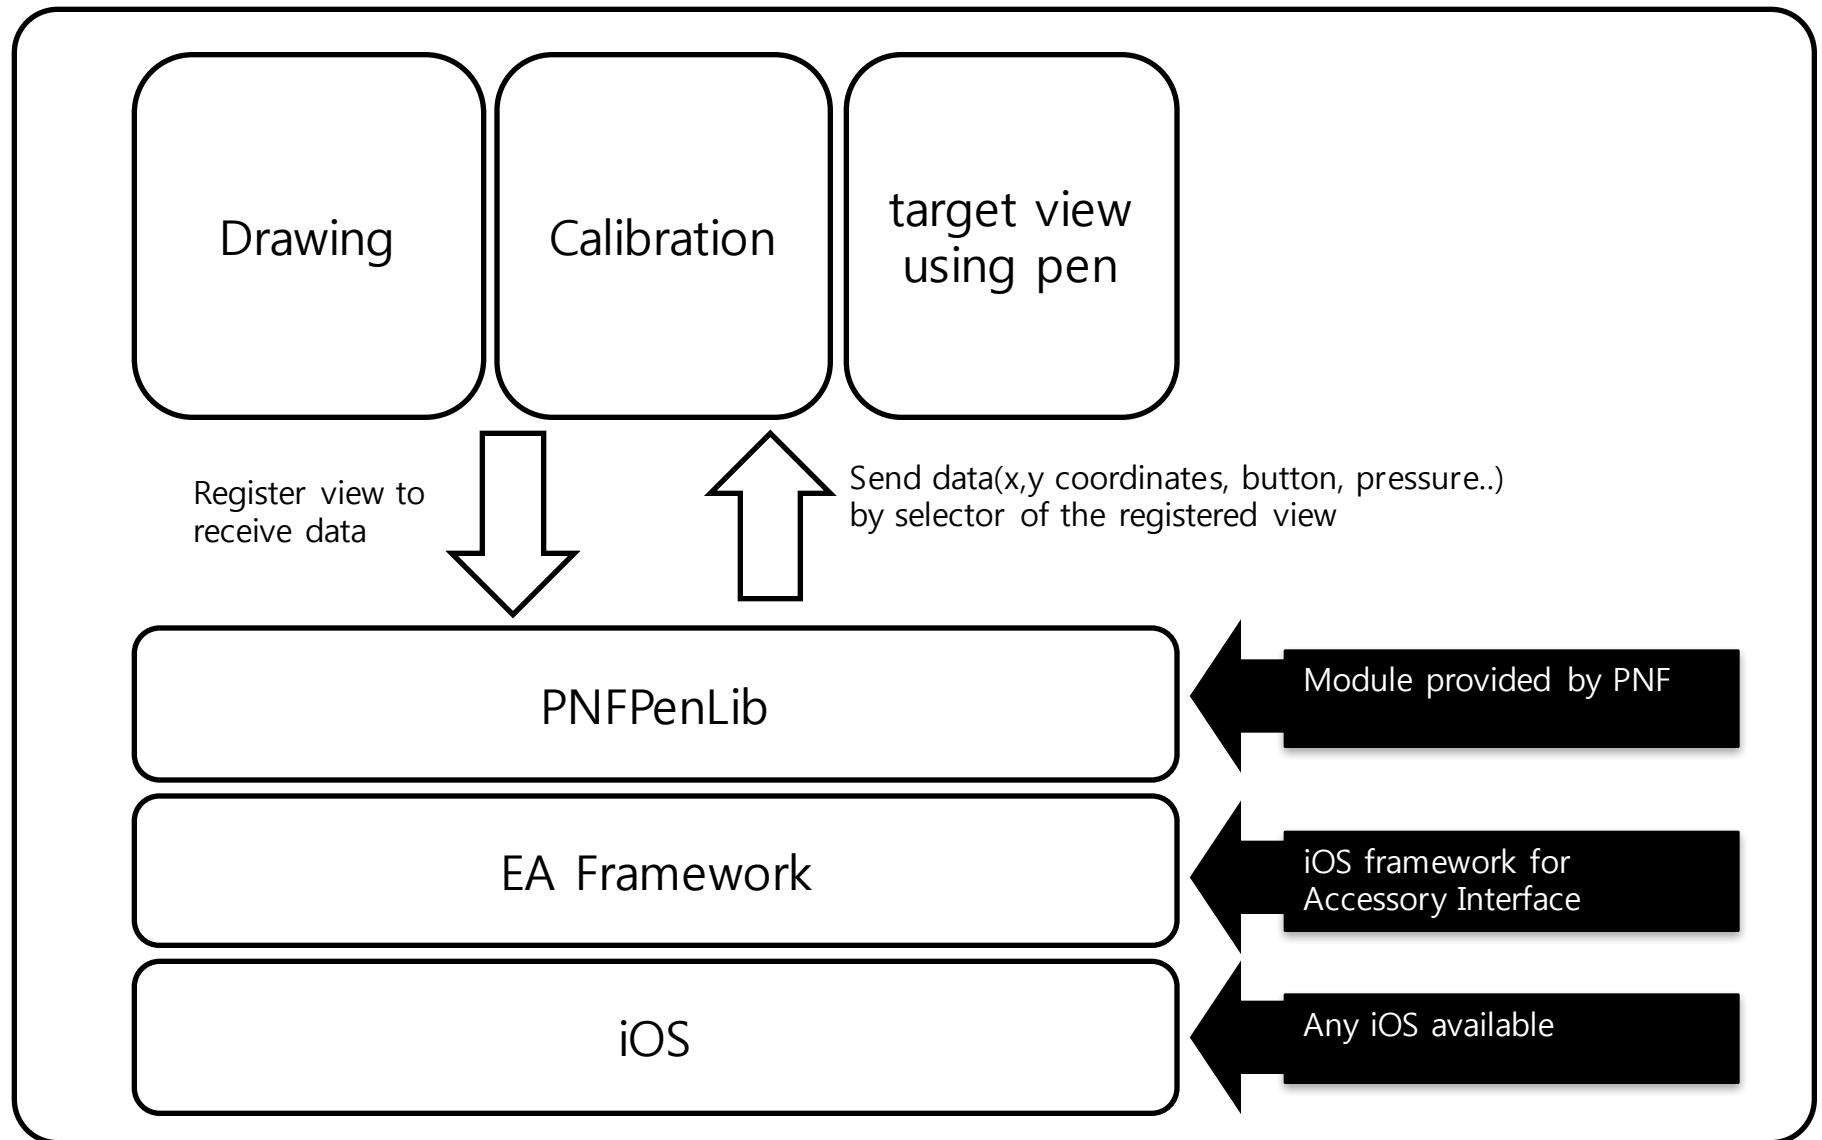 Drawing
Calibration
target view
using pen
Register view to
receive data
Send data(x,y coordinates, button, pressure..)
by selector of the registered view
PNFPenLib
Module provided by PNF
EA Framework
iOS framework for
Accessory Interface
iOS
Any iOS available